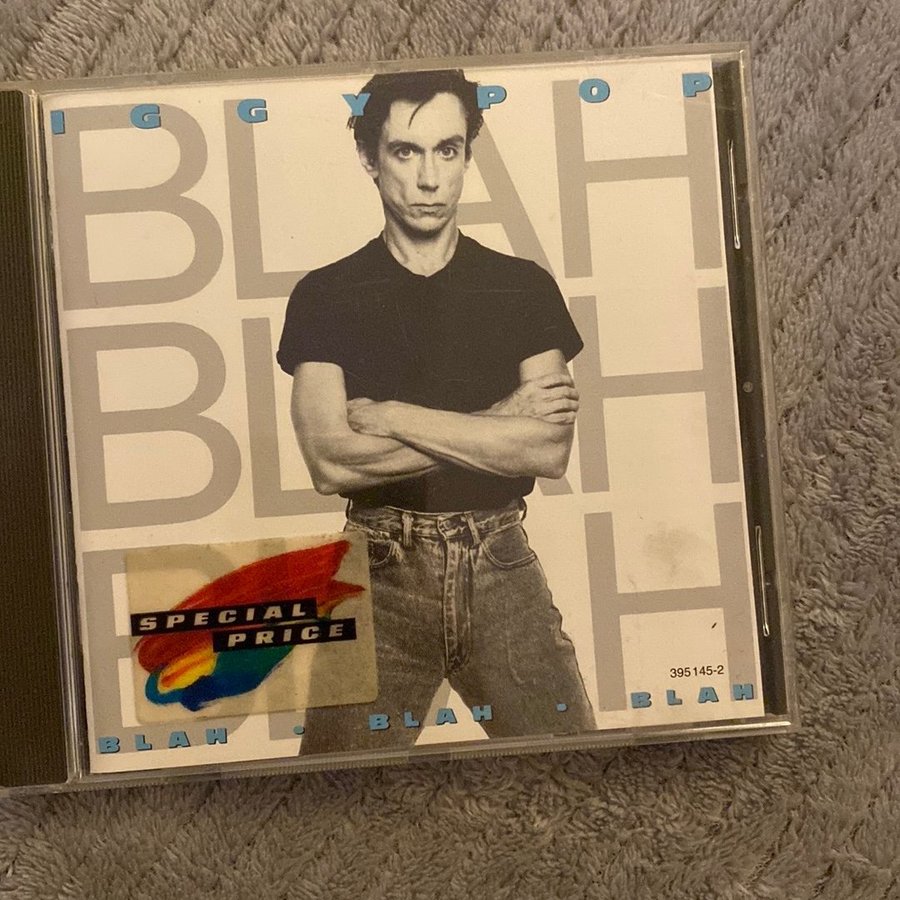 IGGY POP
BLAH
BLAH
BLAH
SPECIAL
PRICE
395 145-2
BLAH · BLAH · BLAH